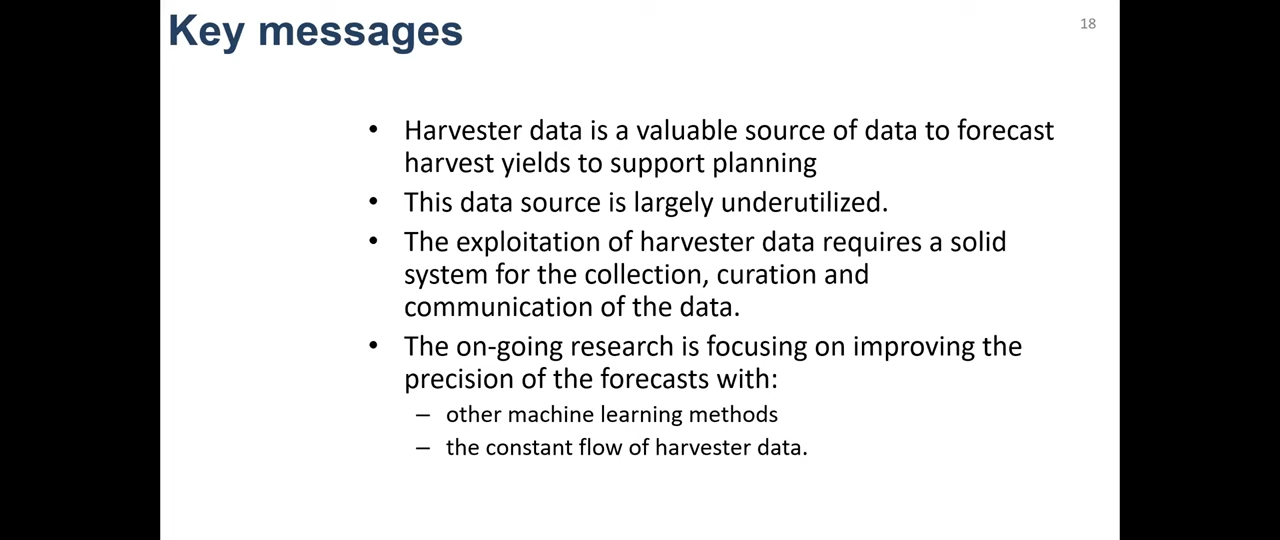 Key messages
18
• Harvester data is a valuable source of data to forecast
harvest yields to support planning
• This data source is largely underutilized.
• The exploitation of harvester data requires a solid
system for the collection, curation and
communication of the data.
• The on-going research is focusing on improving the
precision of the forecasts with:
– other machine learning methods
– the constant flow of harvester data.